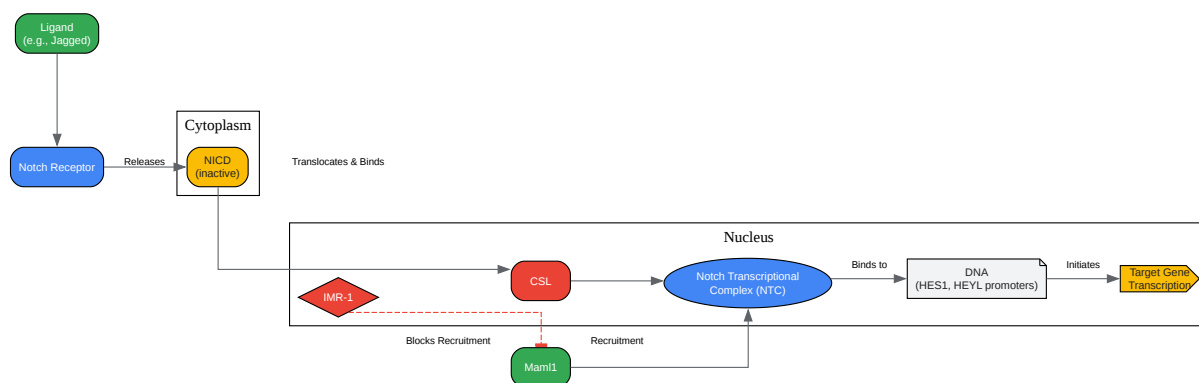 Ligand
(e.g., Jagged)
Cytoplasm
Notch Receptor
Releases
NICD
(inactive)
Translocates & Binds
Nucleus
CSL
Notch Transcriptional
Complex (NTC)
Binds to
DNA
(HES1, HEYL promoters)
Initiates
Target Gene
Transcription
IMR-1
Blocks Recruitment
Recruitment
Maml1